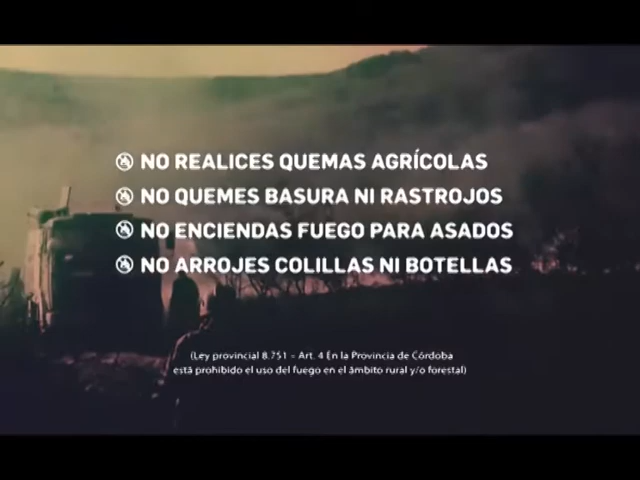 NO REALICES QUEMAS AGRÍCOLAS
NO QUEMES BASURA NI RASTROJOS
NO ENCIENDAS FUEGO PARA ASADOS
NO ARROJES COLILLAS NI BOTELLAS
(Ley provincial 8.751 - Art. 4 En la Provincia de Córdoba
está prohibido el uso del fuego en el ámbito rural y/o forestal)